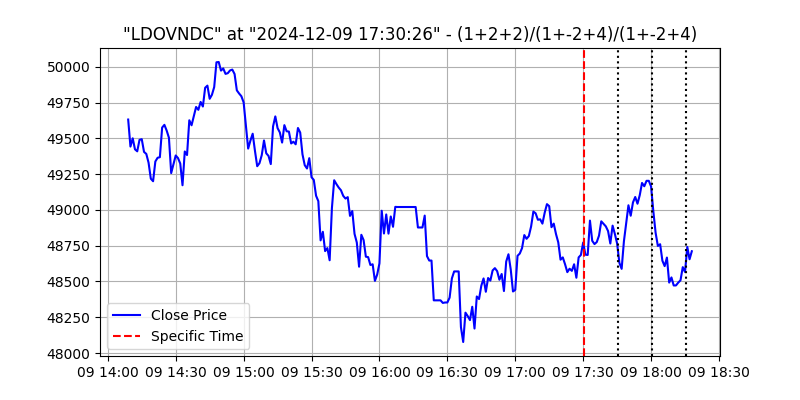 "LDOVNDC" at "2024-12-09 17:30:26" - (1+2+2)/(1+-2+4)/(1+-2+4)
50000
49750
49500
49250
49000
48750
48500
48250
48000
Close Price
Specific Time
09 14:00 09 14:30 09 15:00 09 15:30 09 16:00 09 16:30 09 17:00 09 17:30 09 18:00 09 18:30